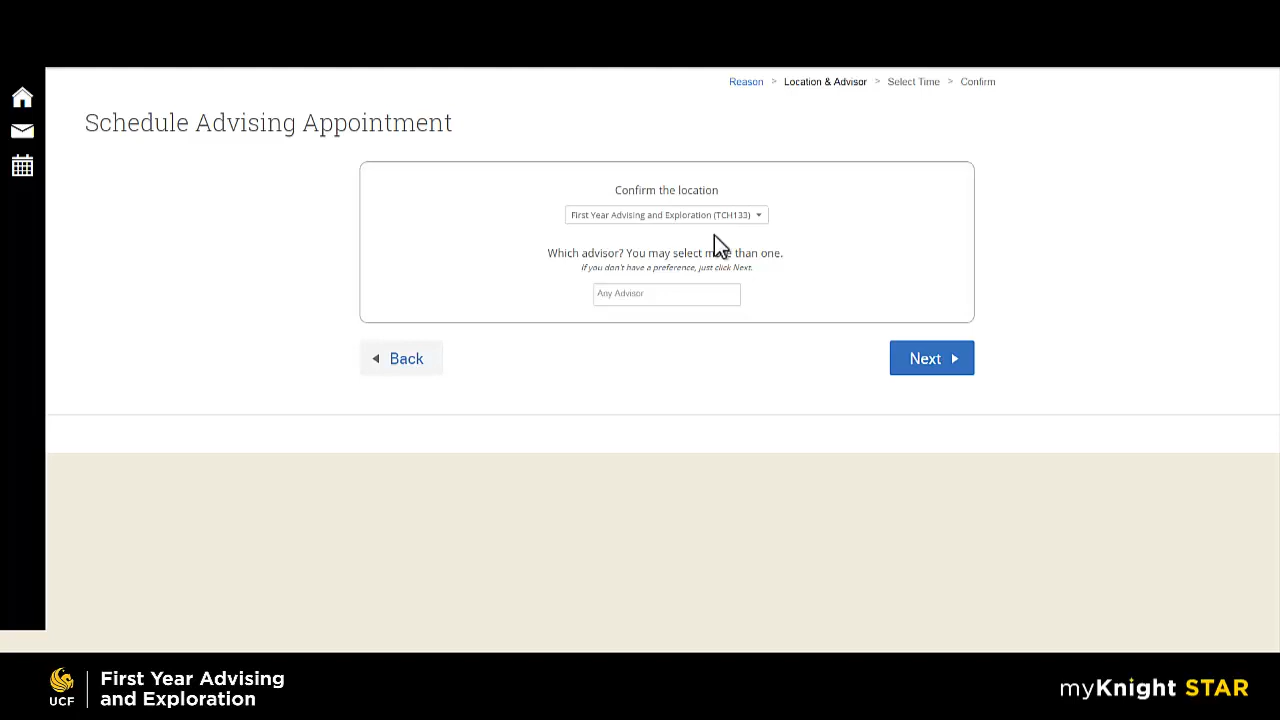 Reason > Location & Advisor > Select Time > Confirm
Schedule Advising Appointment
Confirm the location
First Year Advising and Exploration (TCH133)
Which advisor? You may select more than one.
If you don't have a preference, just click Next.
Any Advisor
Back
Next
UCF
First Year Advising
and Exploration
myKnight STAR